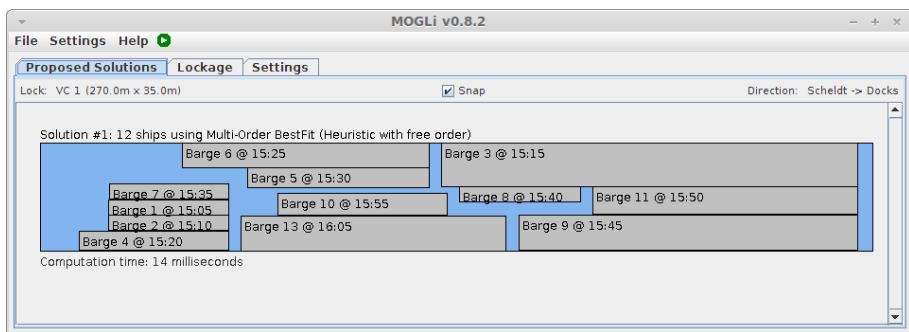 MOGLi v0.8.2
File Settings Help
Proposed Solutions Lockage Settings
Lock: VC 1 (270.0m x 35.0m) Snap Direction: Scheldt -> Docks
Solution #1: 12 ships using Multi-Order BestFit (Heuristic with free order)
Barge 6 @ 15:25 Barge 3 @ 15:15
Barge 5 @ 15:30
Barge 7 @ 15:35 Barge 8 @ 15:40 Barge 11 @ 15:50
Barge 1 @ 15:05 Barge 10 @ 15:55
Barge 2 @ 15:10 Barge 13 @ 16:05 Barge 9 @ 15:45
Barge 4 @ 15:20
Computation time: 14 milliseconds